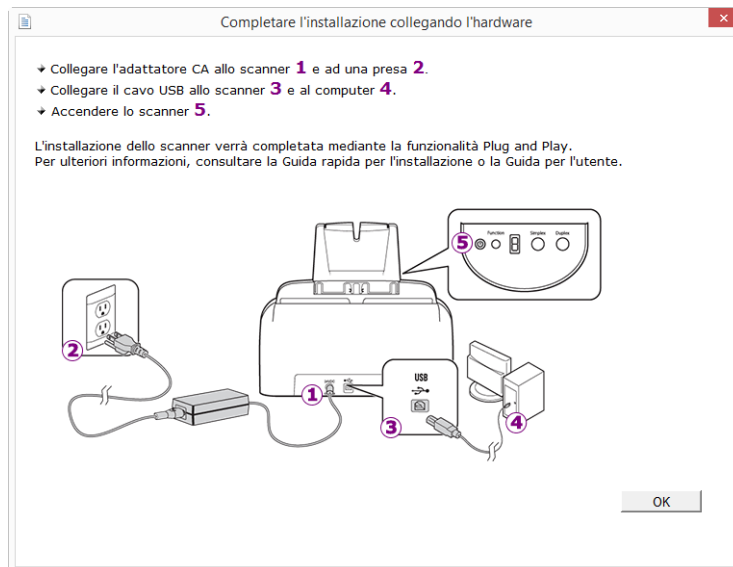 Completare l'installazione collegando l'hardware
Collegare l'adattatore CA allo scanner 1 e ad una presa 2.
Collegare il cavo USB allo scanner 3 e al computer 4.
Accendere lo scanner 5.
L'installazione dello scanner verrà completata mediante la funzionalità Plug and Play.
Per ulteriori informazioni, consultare la Guida rapida per l'installazione o la Guida per l'utente.
Function Simplex Duplex
5
2
1
USB
3
4
OK